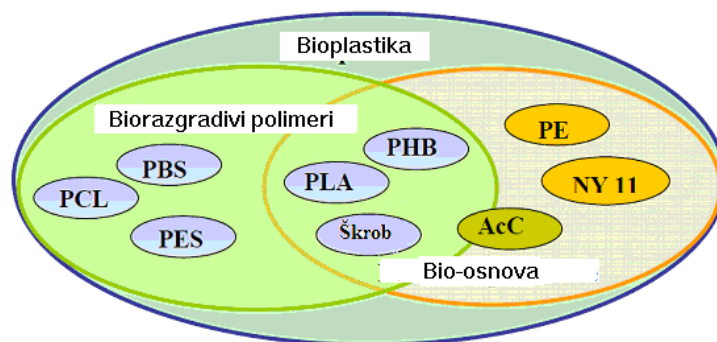 Bioplastika
Biorazgradivi polimeri
PE
PHB
PBS
PLA
NY 11
PCL
Škrob
AcC
PES
Bio-osnova